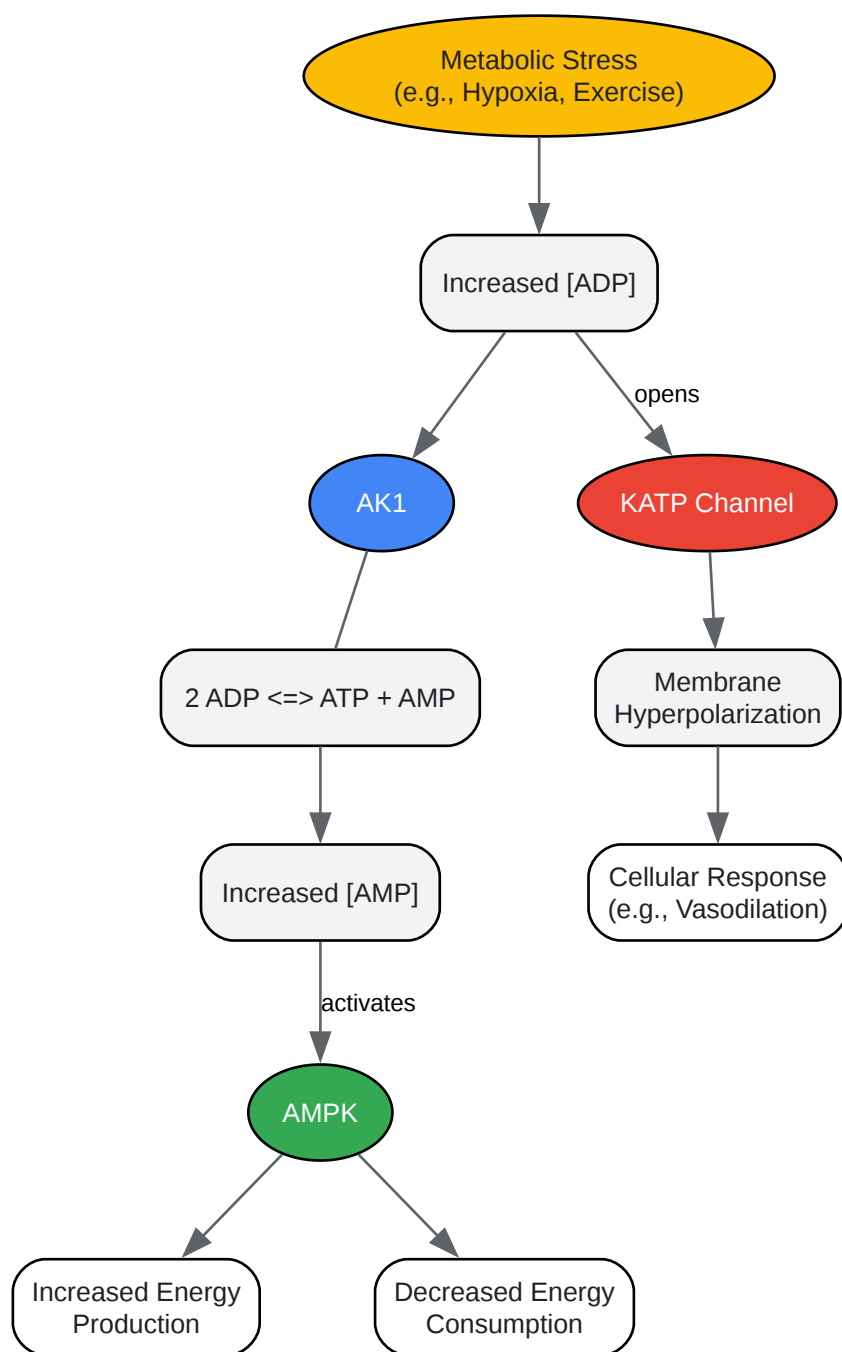 Metabolic Stress
(e.g., Hypoxia, Exercise)
Increased [ADP]
opens
AK1
KATP Channel
2 ADP <=> ATP + AMP
Membrane
Hyperpolarization
Increased [AMP]
Cellular Response
(e.g., Vasodilation)
activates
AMPK
Increased Energy
Production
Decreased Energy
Consumption